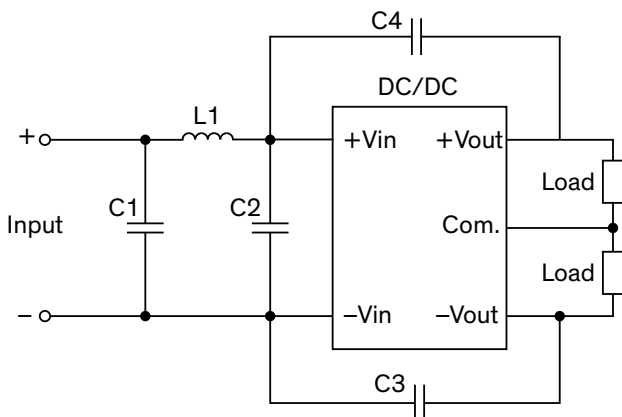 C4
DC/DC
L1
+
+Vin
+Vout
Load
C1
C2
Input
Com.
Load
-
–Vin
–Vout
C3